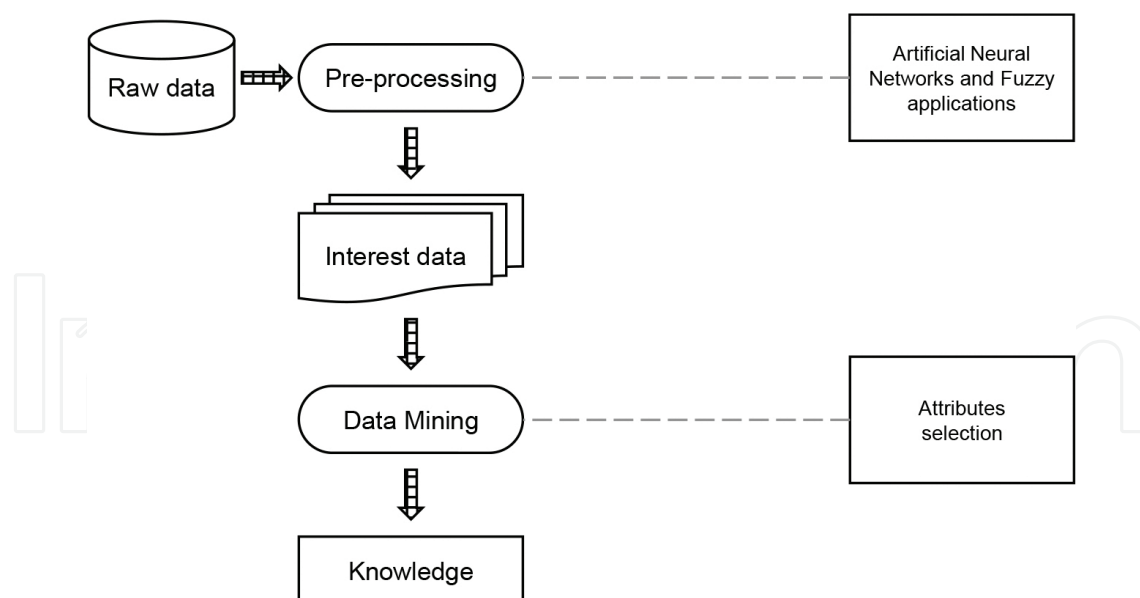 Raw data
Pre-processing
Artificial Neural
Networks and Fuzzy
applications
Interest data
Data Mining
Attributes
selection
Knowledge